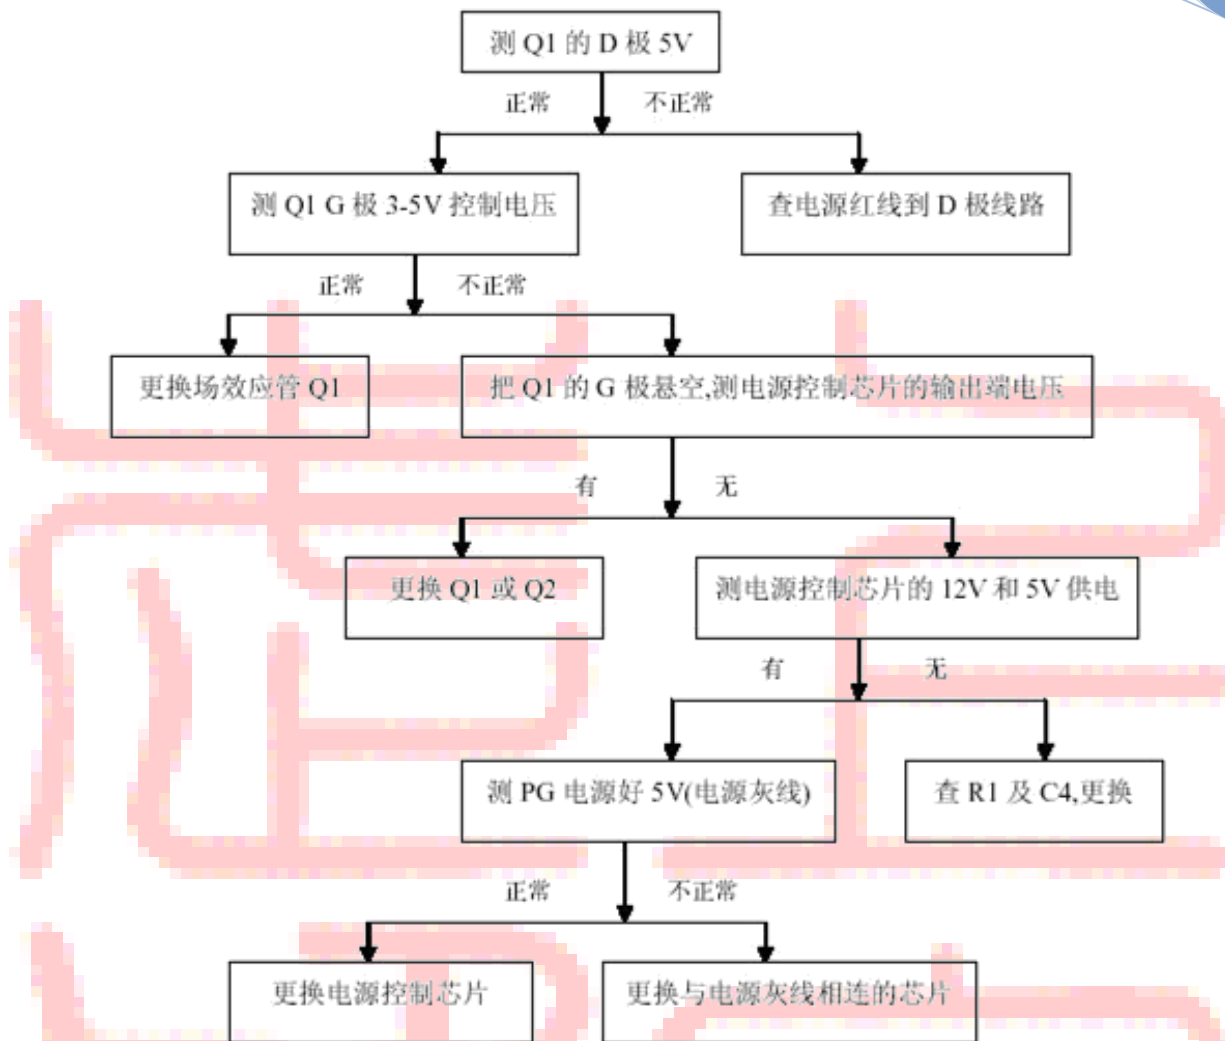 测 Q1 的 D 极 5V
正常
不正常
测 Q1 G 极 3-5V 控制电压
查电源红线到 D 极线路
正常
不正常
更换场效应管 Q1
把 Q1 的 G 极悬空,测电源控制芯片的输出端电压
有
无
更换 Q1 或 Q2
测电源控制芯片的 12V 和 5V 供电
有
无
测 PG 电源好 5V(电源灰线)
查 R1 及 C4,更换
正常
不正常
更换电源控制芯片
更换与电源灰线相连的芯片